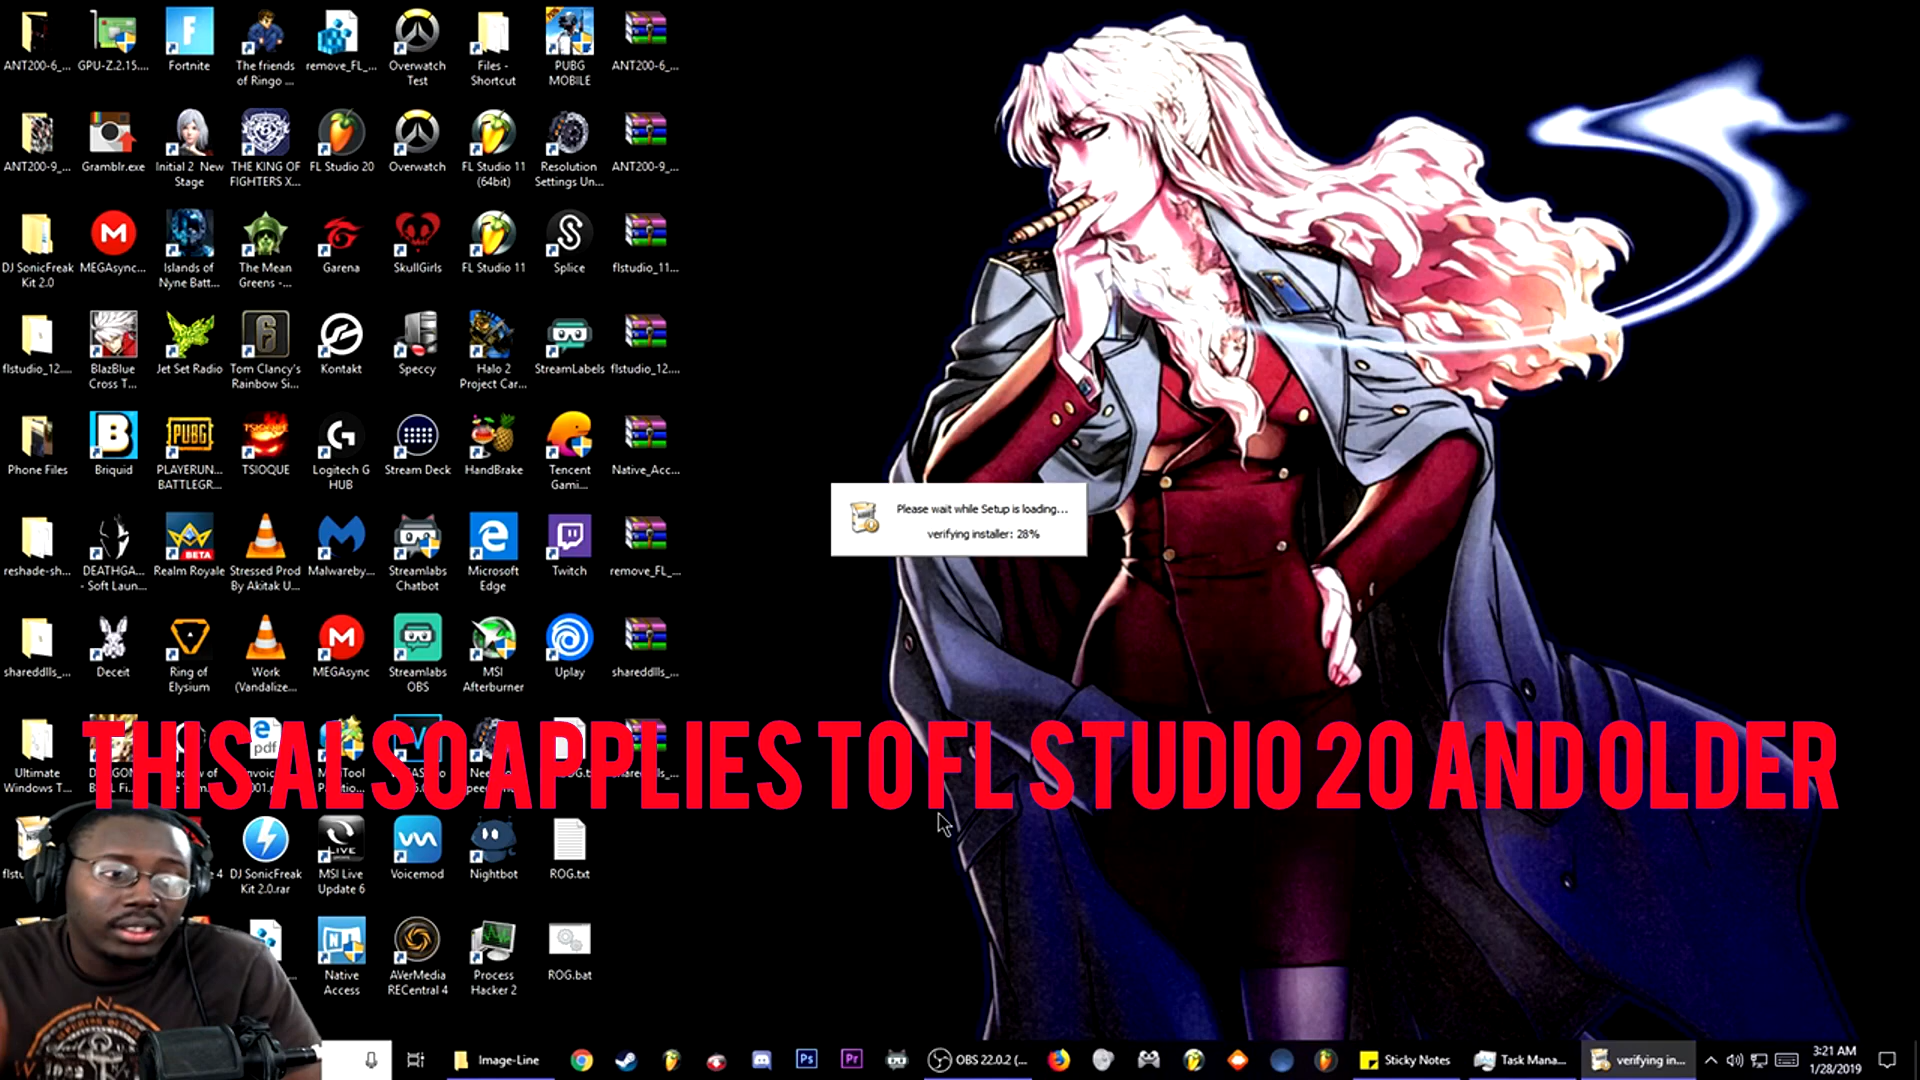 ANT200-6_...
GPU-Z.2.15....
Fortnite
The friends
of Ringo ...
remove_FL_...
Overwatch
Test
Files -
Shortcut
PUBG
MOBILE
ANT200-6_...
ANT200-9_...
Gramblr.exe
Initial 2 New
Stage
THE KING OF
FIGHTERS X...
FL Studio 20
Overwatch
FL Studio 11
(64bit)
Resolution
Settings Un...
ANT200-9_...
DJ SonicFreak
Kit 2.0
MEGAsync...
Islands of
Nyne Batt...
The Mean
Greens -...
Garena
SkullGirls
FL Studio 11
Splice
flstudio_11...
flstudio_12....
BlazBlue
Cross T...
Jet Set Radio
Tom Clancy's
Rainbow Si...
Kontakt
Speccy
Halo 2
Project Car...
StreamLabels
flstudio_12....
Phone Files
Briquid
PUBG
PLAYERUN...
BATTLEGR...
TSIOQUE
Logitech G
HUB
Stream Deck
HandBrake
Tencent
Gami...
Native_Acc...
Please wait while Setup is loading...
verifying installer: 28%
reshade-sh...
DEATHGA...
- Soft Laun...
BETA
Realm Royale
Stressed Prod
By Akitak U...
Malwareby...
Streamlabs
Chatbot
Microsoft
Edge
Twitch
remove_FL_...
shareddlls_...
Deceit
Ring of
Elysium
Work
(Vandalize...
MEGAsync
Streamlabs
OBS
MSI
Afterburner
Uplay
shareddlls_...
THIS ALSO APPLIES TO FL STUDIO 20 AND OLDER
Ultimate
Windows T...
DJ SonicFreak
Kit 2.0.rar
LIVE
MSI Live
Update 6
Voicemod
Nightbot
ROG.txt
Native
Access
AVerMedia
RECentral 4
Process
Hacker 2
ROG.bat
Image-Line
Ps
Pr
OBS 22.0.2 (...
Sticky Notes
Task Mana...
verifying in...
3:21 AM
1/28/2019